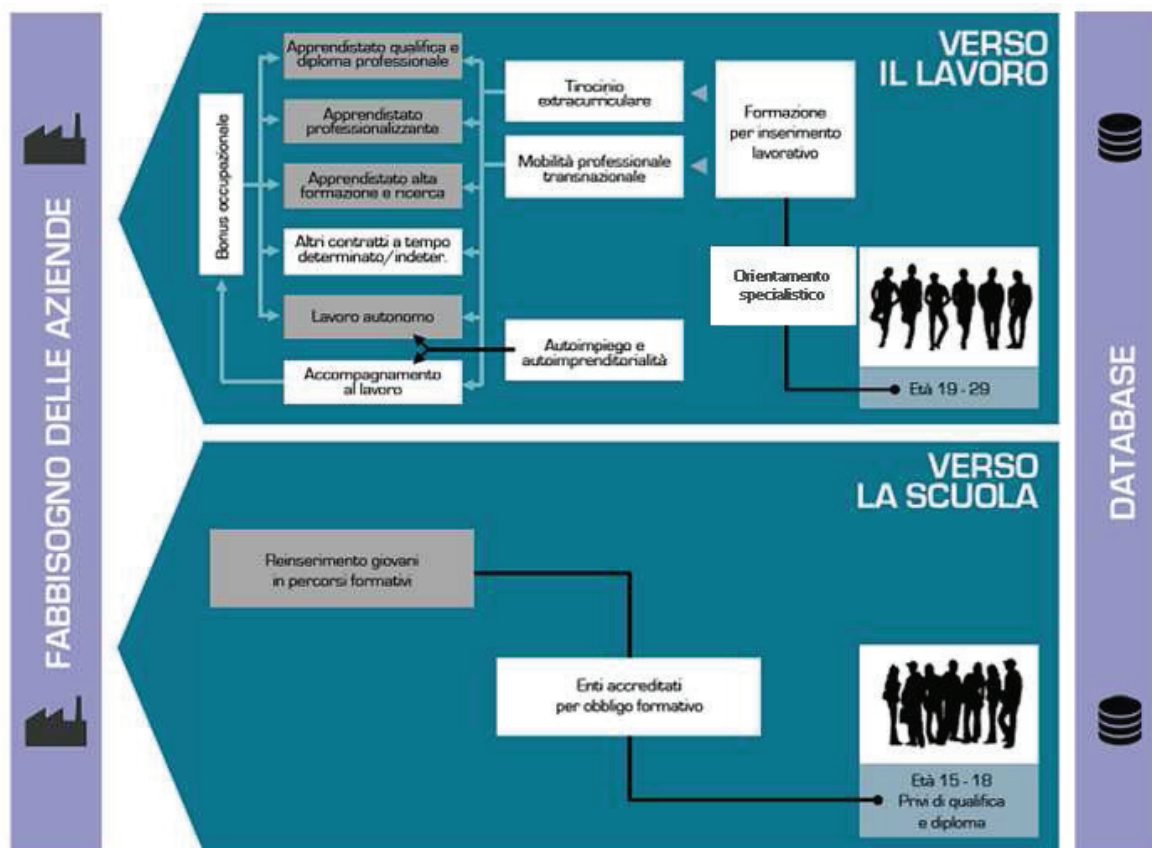 FABBISOGNO DELLE AZIENDE
VERSO
IL LAVORO
Bonus occupazionale
Apprendistato qualifica e
diploma professionale
Apprendistato
professionalizzante
Apprendistato alta
formazione e ricerca
Altri contratti a tempo
determinato/indeter.
Lavoro autonomo
Accompagnamento
al lavoro
Tirocinio
extracurriculare
Mobilità professionale
transnazionale
Autoimpiego e
autoimprenditorialità
Formazione
per inserimento
lavorativo
Orientamento
specialistico
Età 19 - 29
VERSO
LA SCUOLA
Reinserimento giovani
in percorsi formativi
Enti accreditati
per obbligo formativo
Età 15 - 18
Privi di qualifica
e diploma
DATABASE